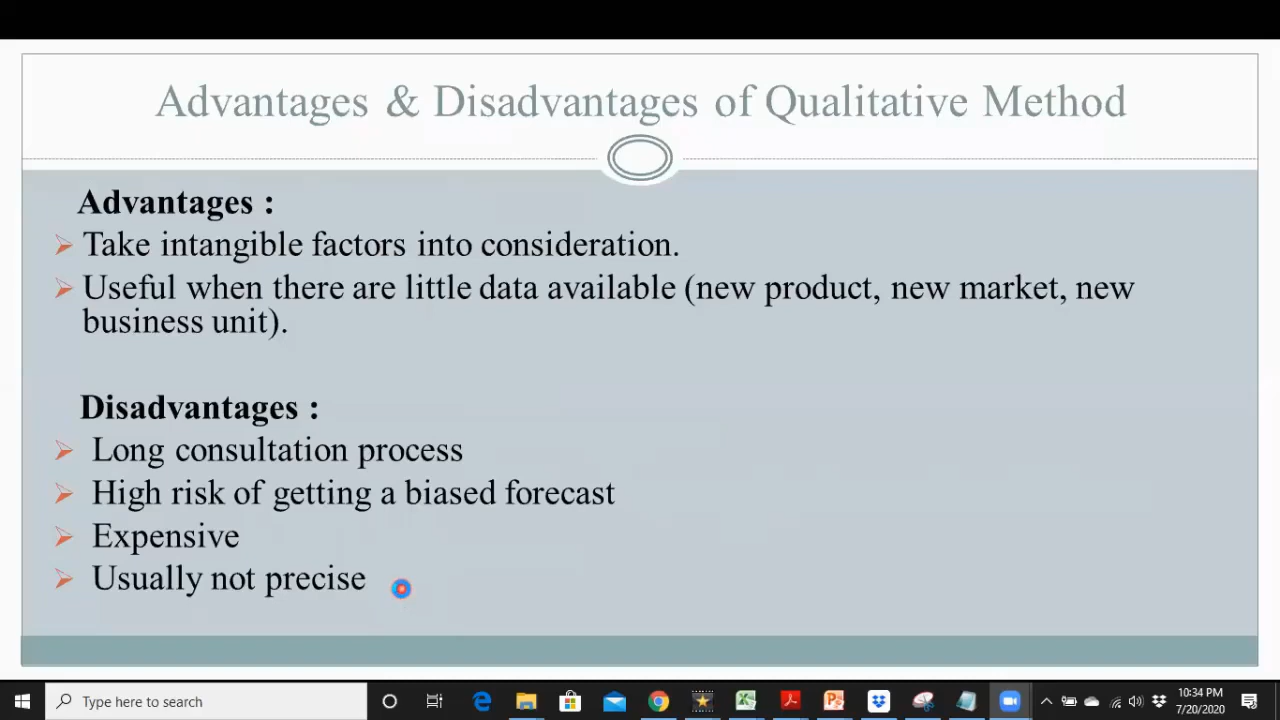 Advantages & Disadvantages of Qualitative Method
Advantages :
Take intangible factors into consideration.
Useful when there are little data available (new product, new market, new
business unit).
Disadvantages :
Long consultation process
High risk of getting a biased forecast
Expensive
Usually not precise
Type here to search
10:34 PM
7/20/2020